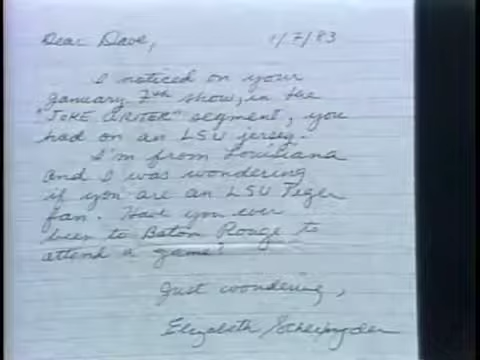 Dear Dave, 1/7/83
I noticed on your
January 7th show, in the
"JOKE WRITER" segment, you
had on an LSU jersey.
I'm from Louisiana
and I was wondering
if you are an LSU Tiger
fan. Have you ever
been to Baton Rouge to
attend a game?
Just wondering,
Elizabeth